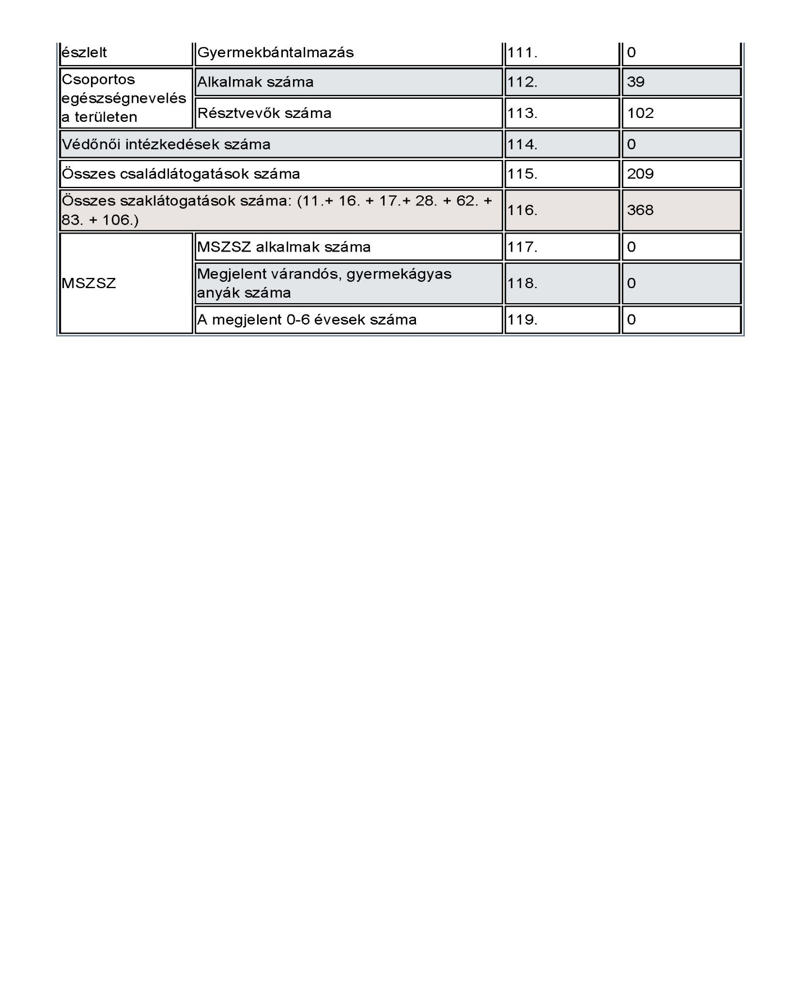 észlelt Gyermekbántalmazás 111. 0
Csoportos
egészségnevelés
a területen
Alkalmak száma 112. 39
Résztvevők száma 113. 102
Védőnői intézkedések száma 114. 0
Összes családlátogatások száma 115. 209
Összes szaklátogatások száma: (11.+ 16. + 17.+ 28. + 62. +
83. + 106.)
116. 368
MSZSZ
MSZSZ alkalmak száma 117. 0
Megjelent várandós, gyermekágyas
anyák száma
118. 0
A megjelent 0-6 évesek száma 119. 0